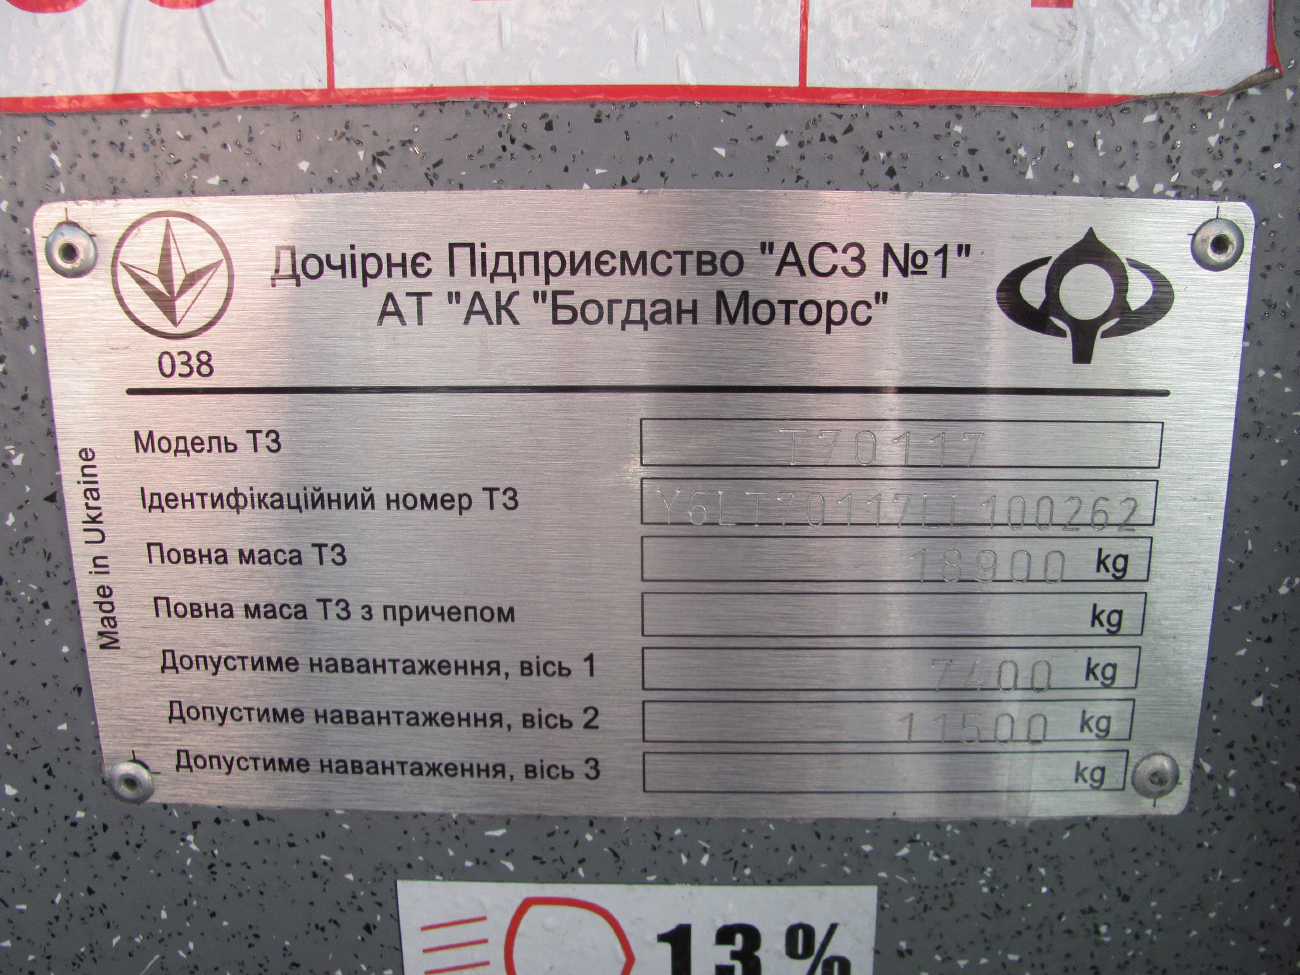 Дочірнє Підприємство "АСЗ №1"
АТ "АК "Богдан Моторс"
038
Made in Ukraine
Модель ТЗ T70117
Ідентифікаційний номер ТЗ Y6LT70117LL100262
Повна маса ТЗ 18900 kg
Повна маса ТЗ з причепом kg
Допустиме навантаження, вісь 1 7400 kg
Допустиме навантаження, вісь 2 11500 kg
Допустиме навантаження, вісь 3 kg
13%